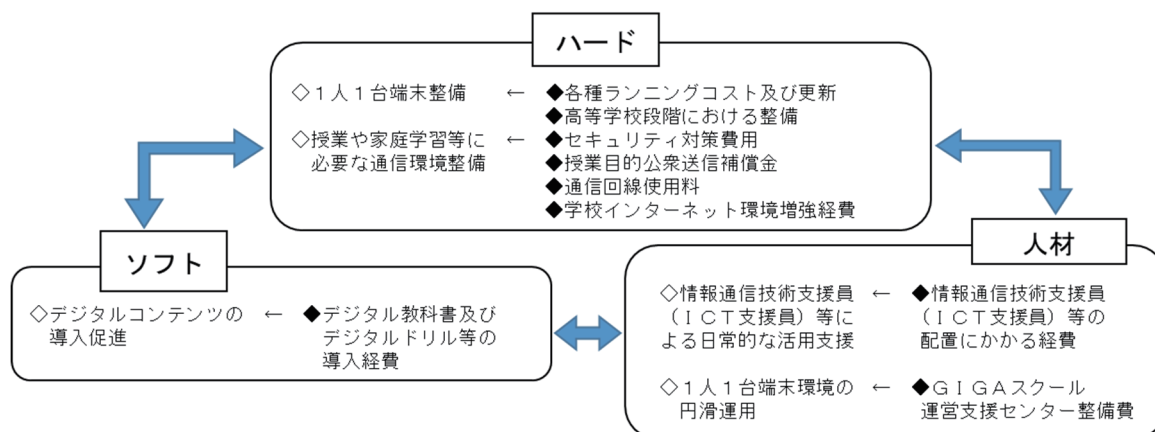 ハード
◇1人1台端末整備 ← ◆各種ランニングコスト及び更新
◆高等学校段階における整備
◇授業や家庭学習等に ← ◆セキュリティ対策費用
必要な通信環境整備 ◆授業目的公衆送信補償金
◆通信回線使用料
◆学校インターネット環境増強経費
ソフト
◇デジタルコンテンツの ← ◆デジタル教科書及び
導入促進 デジタルドリル等の
導入経費
人材
◇情報通信技術支援員 ← ◆情報通信技術支援員
(ICT支援員)等に (ICT支援員)等の
よる日常的な活用支援 配置にかかる経費
◇1人1台端末環境の ← ◆GIGAスクール
円滑運用 運営支援センター整備費